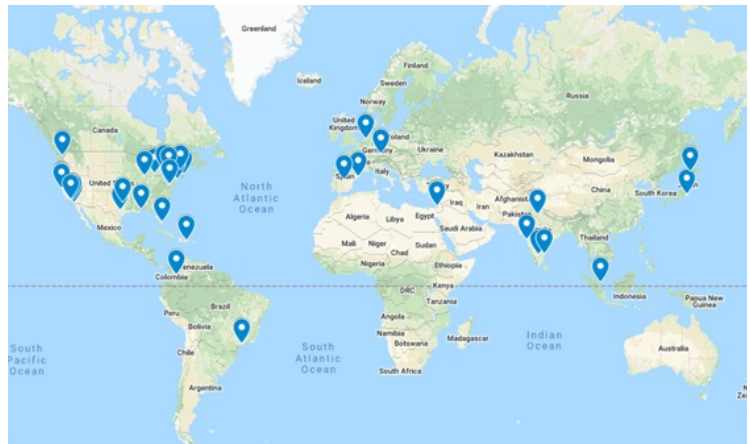 Greenland
Iceland
Finland
Sweden
Norway
Russia
Canada
United
Kingdom
Poland
Germany
Ukraine
Kazakhstan
Mongolia
Italy
Spain
United
North
Atlantic
Ocean
China
South Korea
Afghanistan
Pakistan
Iraq
Iran
Algeria
Libya
Egypt
Saudi Arabia
Mexico
Mali
Niger
Chad
Sudan
Thailand
Venezuela
Colombia
Nigeria
Ethiopia
DRC
Kenya
Tanzania
Indonesia
Papua New
Guinea
Brazil
Peru
Bolivia
Angola
Namibia
Botswana
Madagascar
South
Pacific
Ocean
South
Atlantic
Ocean
Indian
Ocean
Australia
Chile
South Africa
Argentina